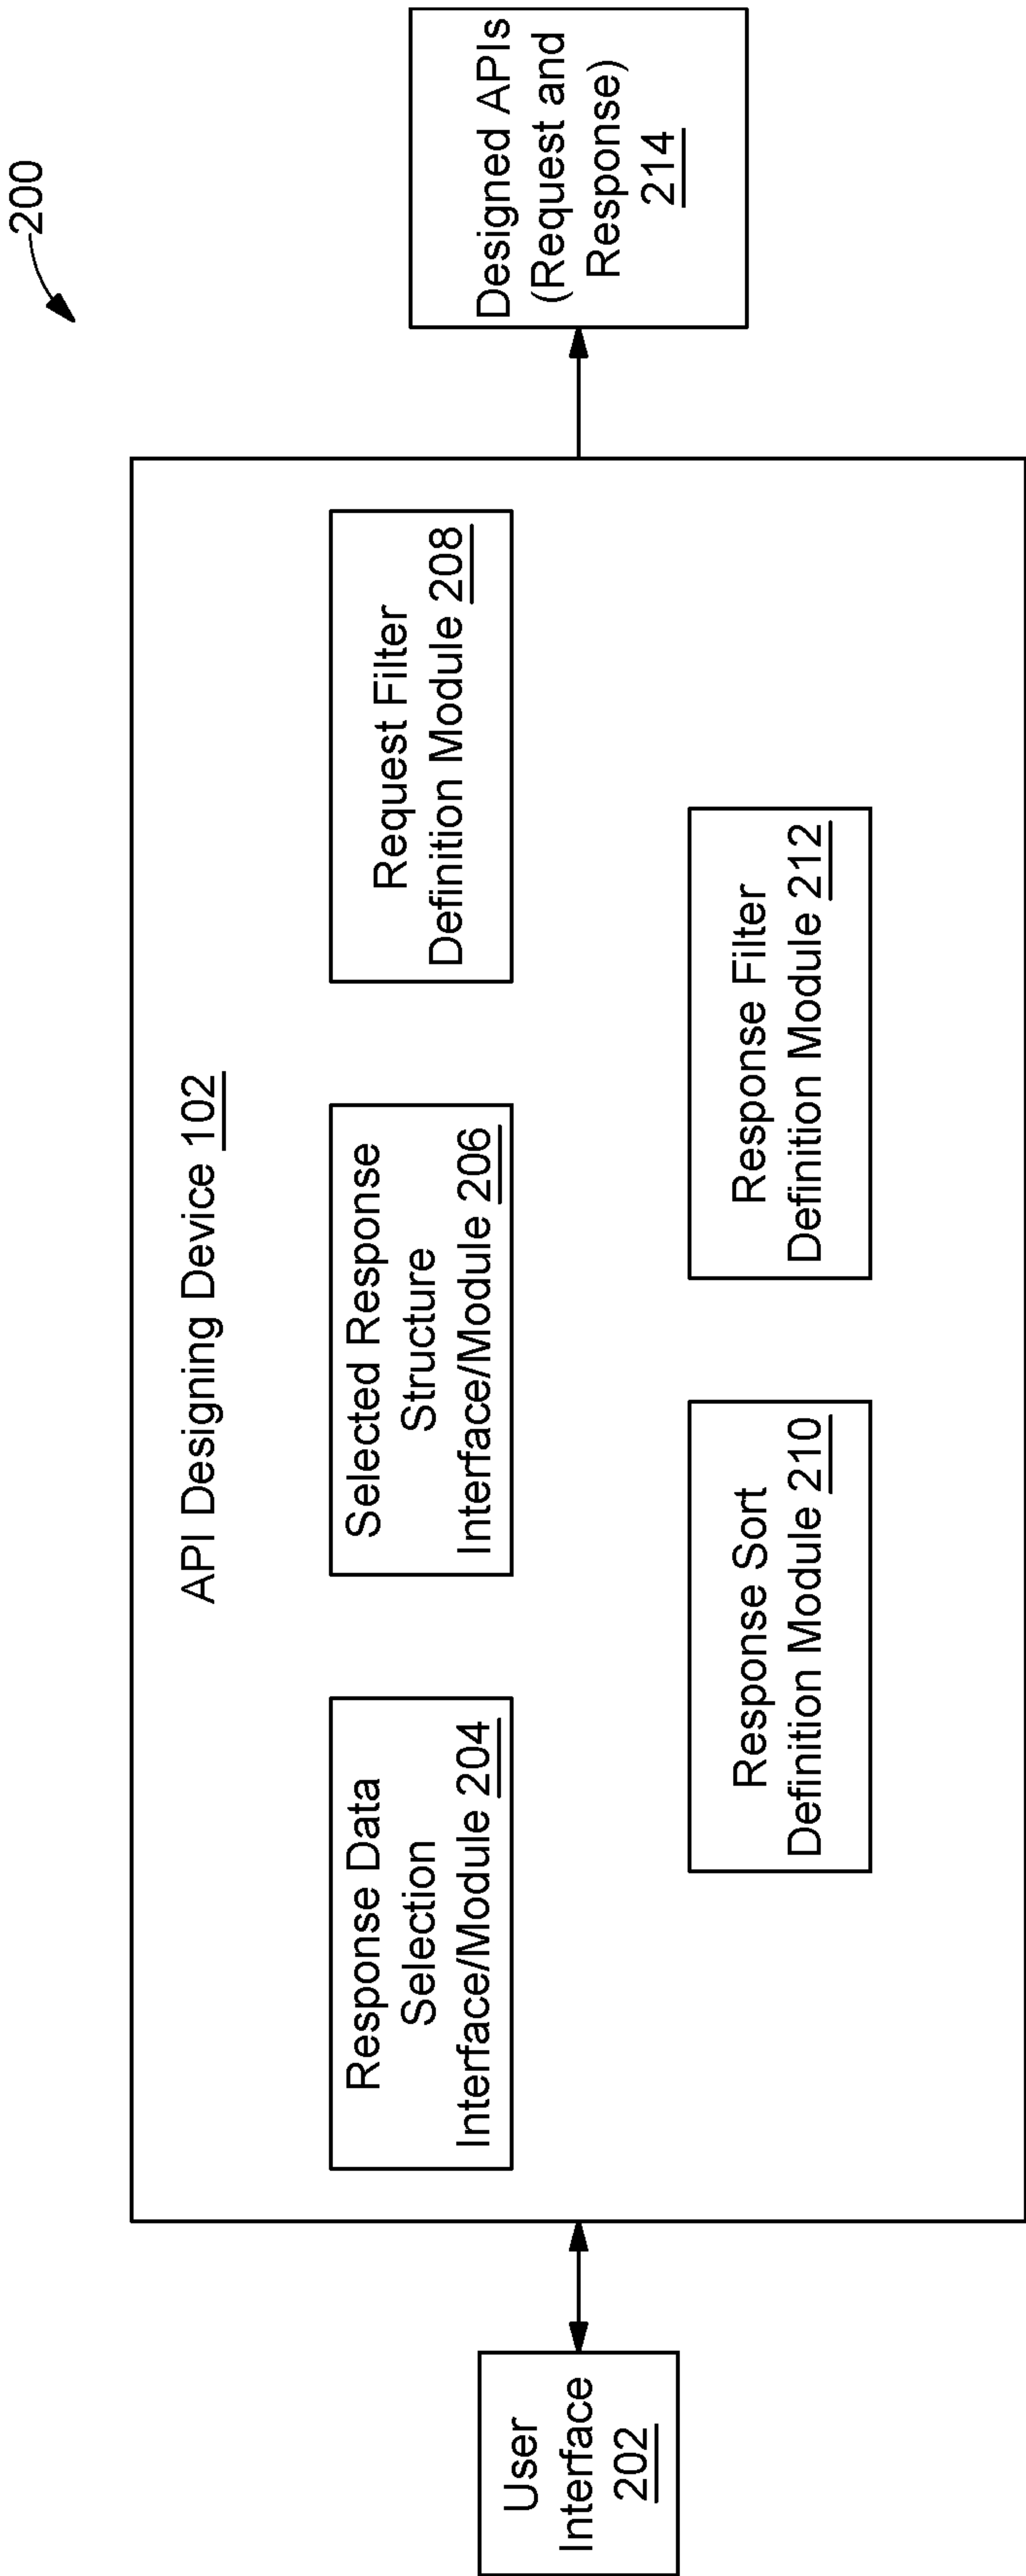 200
API Designing Device 102
User
Interface
202
Response Data
Selection
Interface/Module 204
Selected Response
Structure
Interface/Module 206
Request Filter
Definition Module 208
Response Sort
Definition Module 210
Response Filter
Definition Module 212
Designed APIs
(Request and
Response)
214